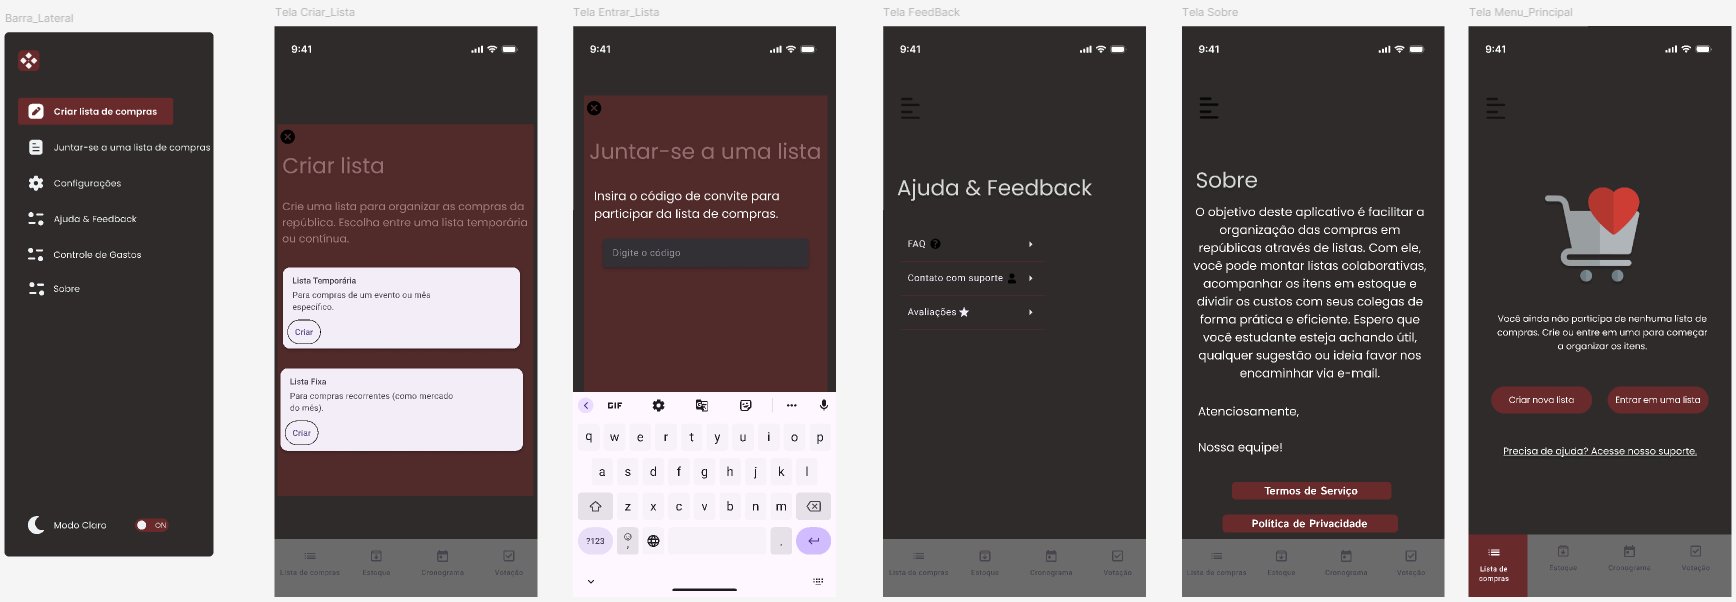 Barra_Lateral
Criar lista de compras
Juntar-se a uma lista de compras
Configurações
Ajuda & Feedback
Controle de Gastos
Sobre
Modo Claro
ON
Tela Criar_Lista
9:41
Criar lista
Crie uma lista para organizar as compras da
república. Escolha entre uma lista temporária
ou contínua.
Lista Temporária
Para compras de um evento ou mês
específico.
Criar
Lista Fixa
Para compras recorrentes (como mercado
do mês).
Criar
Lista de compras
Estoque
Cronograma
Votação
Tela Entrar_Lista
9:41
Juntar-se a uma lista
Insira o código de convite para
participar da lista de compras.
Digite o código
GIF
q w e r t y u i o p
a s d f g h j k l
z x c v b n m
?123
,
.
Tela FeedBack
9:41
Ajuda & Feedback
FAQ
Contato com suporte
Avaliações
Lista de compras
Estoque
Cronograma
Votação
Tela Sobre
9:41
Sobre
O objetivo deste aplicativo é facilitar a
organização das compras em
repúblicas através de listas. Com ele,
você pode montar listas colaborativas,
acompanhar os itens em estoque e
dividir os custos com seus colegas de
forma prática e eficiente. Espero que
você estudante esteja achando útil,
qualquer sugestão ou ideia favor nos
encaminhar via e-mail.
Atenciosamente,
Nossa equipe!
Termos de Serviço
Política de Privacidade
Lista de compras
Estoque
Cronograma
Votação
Tela Menu_Principal
9:41
Você ainda não participa de nenhuma lista de
compras. Crie ou entre em uma para começar
a organizar os itens.
Criar nova lista
Entrar em uma lista
Precisa de ajuda? Acesse nosso suporte.
Lista de
compras
Estoque
Cronograma
Votação